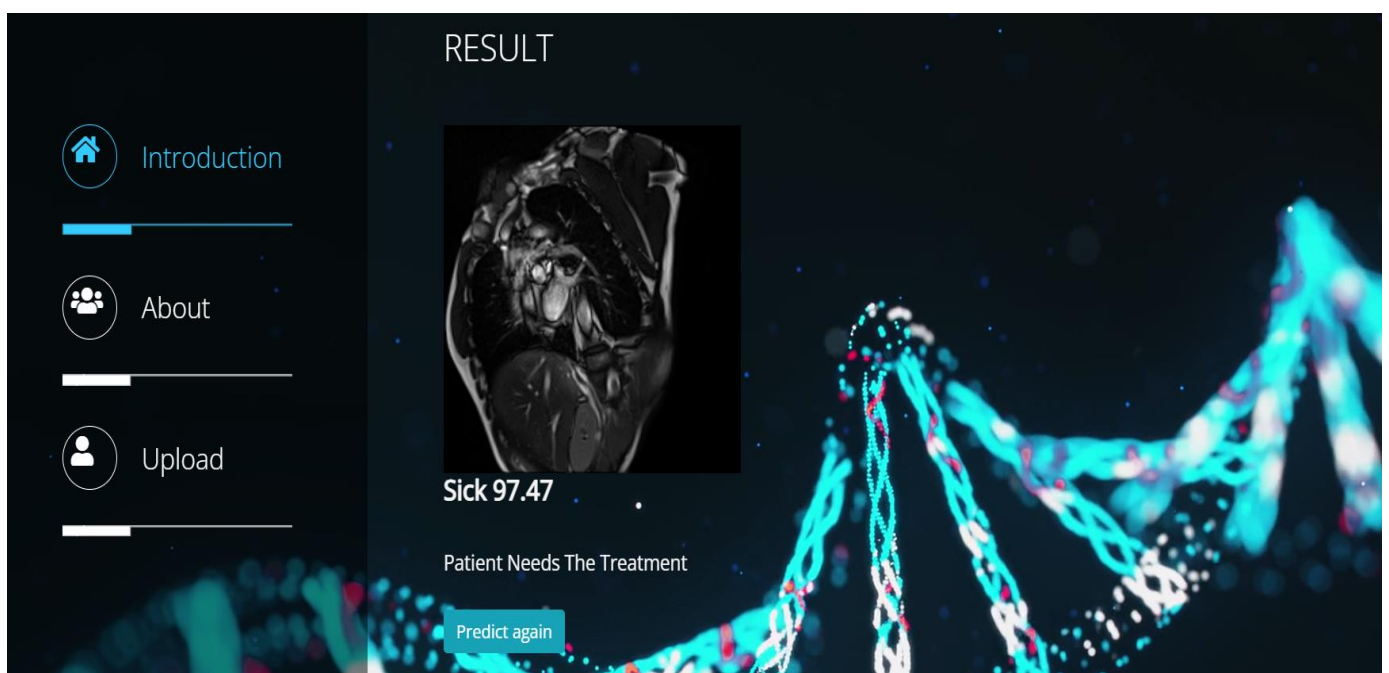 Introduction
About
Upload
RESULT
Sick 97.47
Patient Needs The Treatment
Predict again